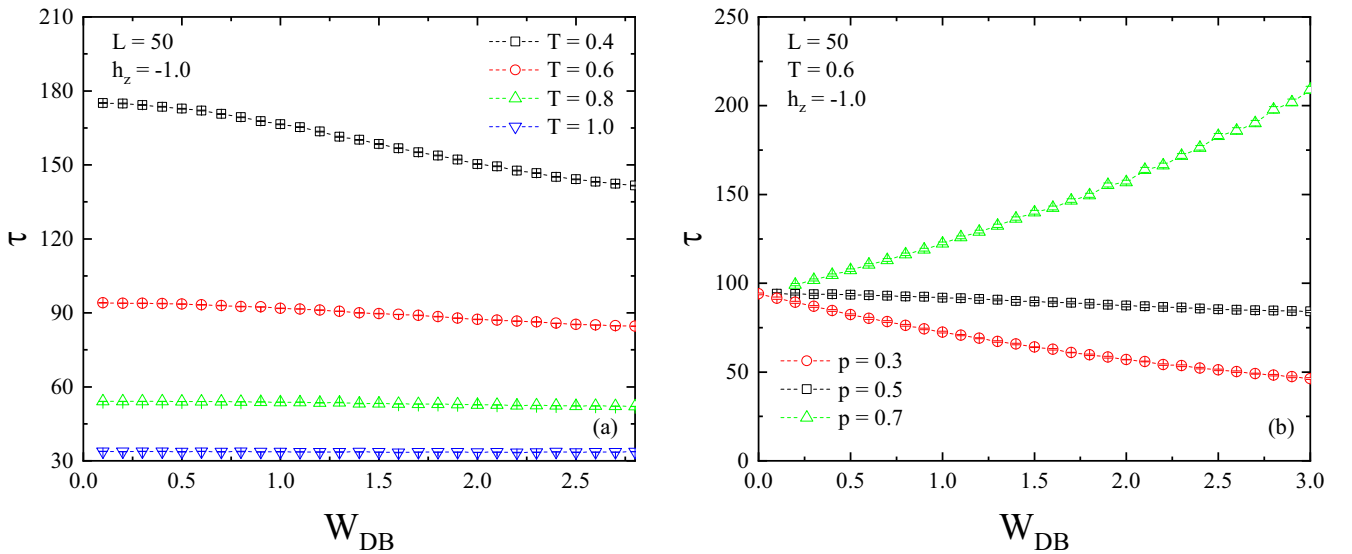 L = 50
h_z = -1.0
T = 0.4
T = 0.6
T = 0.8
T = 1.0
180
150
120
90
60
30
τ
(a)
0.0 0.5 1.0 1.5 2.0 2.5
W_DB
L = 50
T = 0.6
h_z = -1.0
250
200
150
100
50
0
τ
p = 0.3
p = 0.5
p = 0.7
(b)
0.0 0.5 1.0 1.5 2.0 2.5 3.0
W_DB